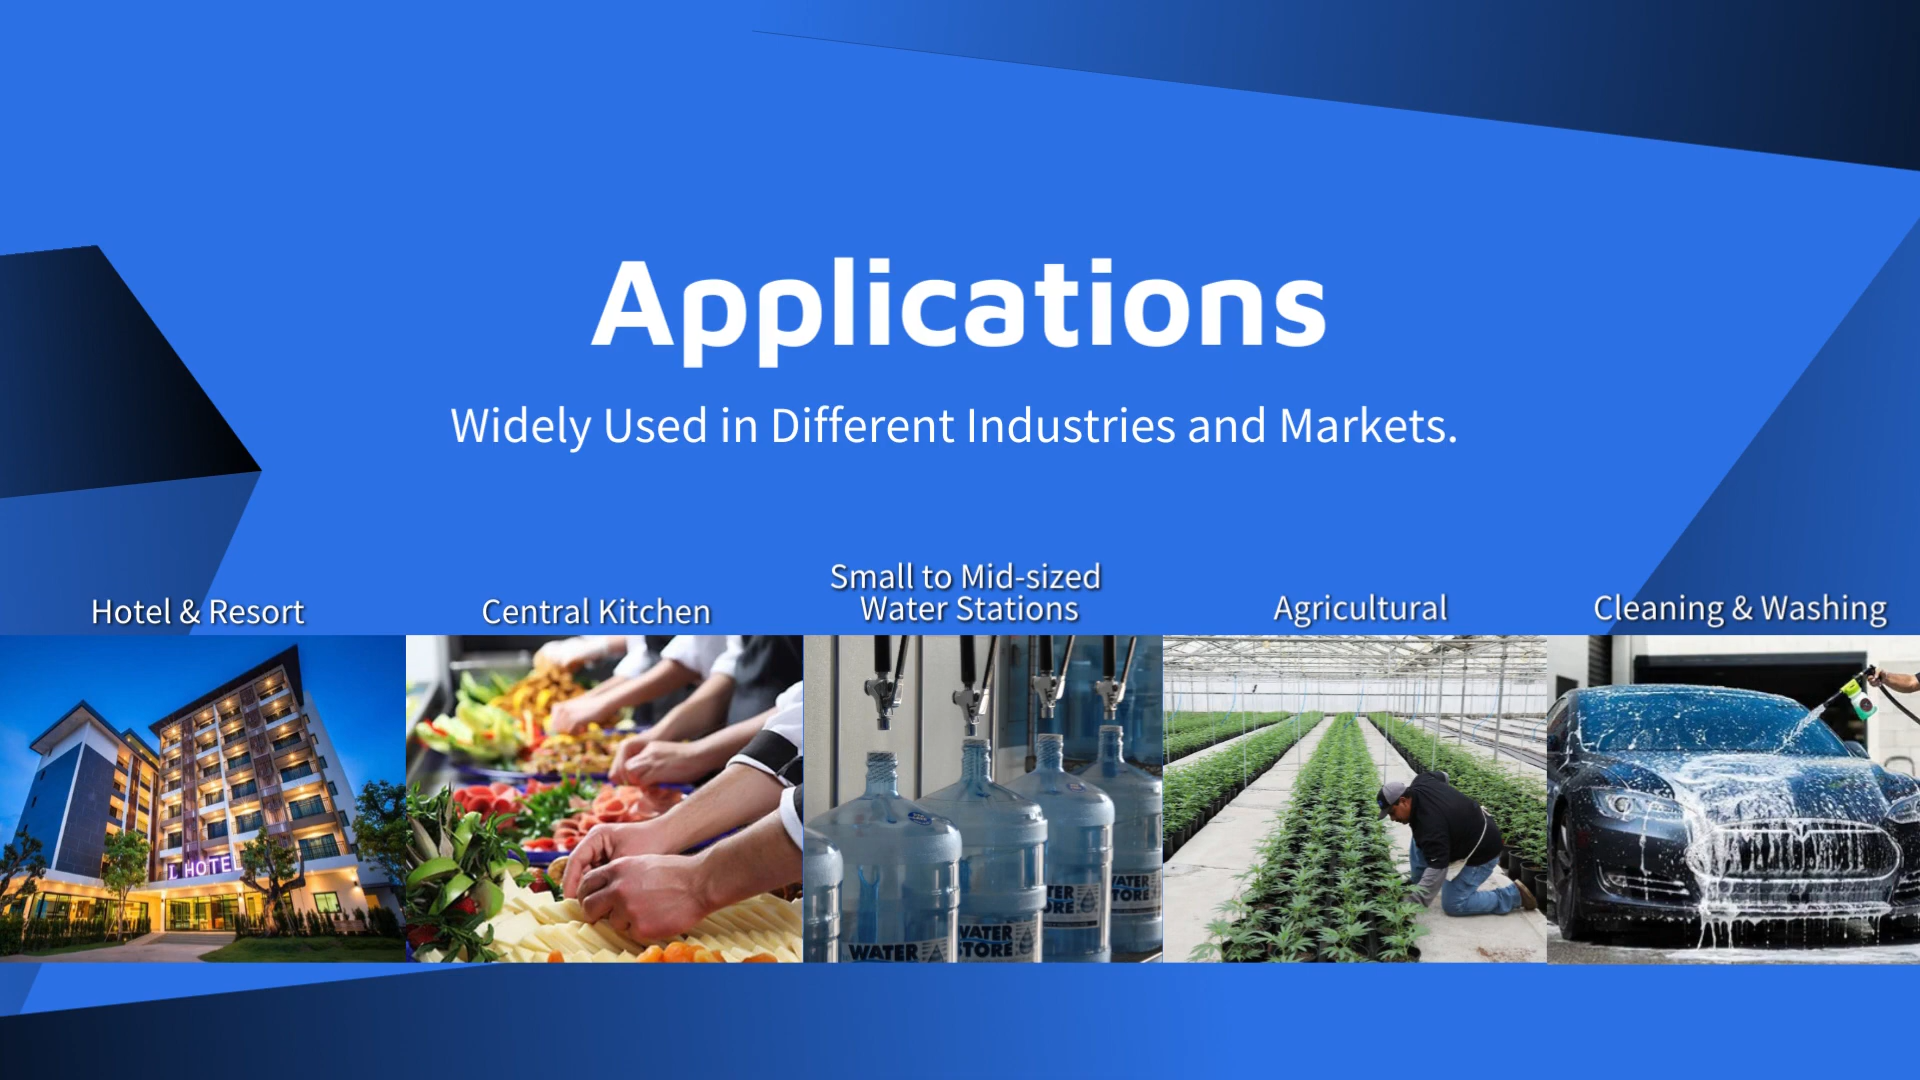 Applications
Widely Used in Different Industries and Markets.
Hotel & Resort
Central Kitchen
Small to Mid-sized
Water Stations
Agricultural
Cleaning & Washing
HOTEL
WATER
WATER
STORE